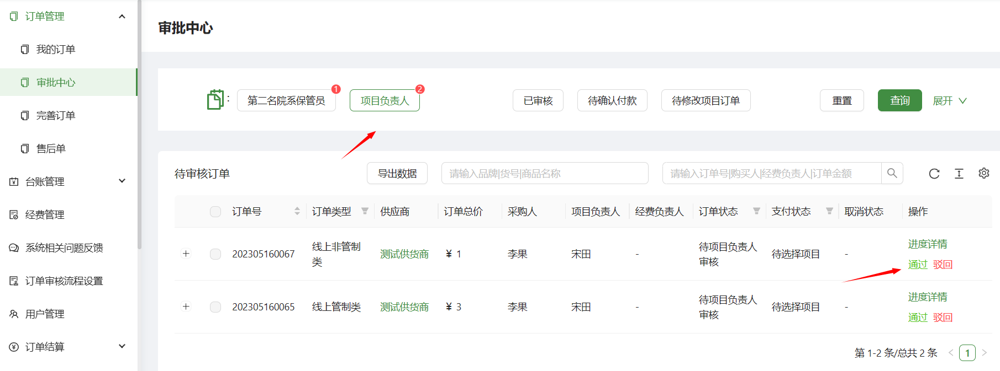 订单管理
我的订单
审批中心
完善订单
售后单
台账管理
经费管理
系统相关问题反馈
订单审核流程设置
用户管理
订单结算
审批中心
: 第二名院系保管员 1 项目负责人 2 已审核 待确认付款 待修改项目订单 重置 查询 展开
待审核订单 导出数据 请输入品牌|货号|商品名称 请输入订单号|购买人|经费负责人|订单金额
订单号 订单类型 供应商 订单总价 采购人 项目负责人 经费负责人 订单状态 支付状态 取消状态 操作
202305160067 线上非管制类 测试供货商 ¥ 1 李果 宋田 - 待项目负责人审核 待选择项目 - 进度详情
通过 驳回
202305160065 线上管制类 测试供货商 ¥ 3 李果 宋田 - 待项目负责人审核 待选择项目 - 进度详情
通过 驳回
第 1-2 条/总共 2 条 < 1 >